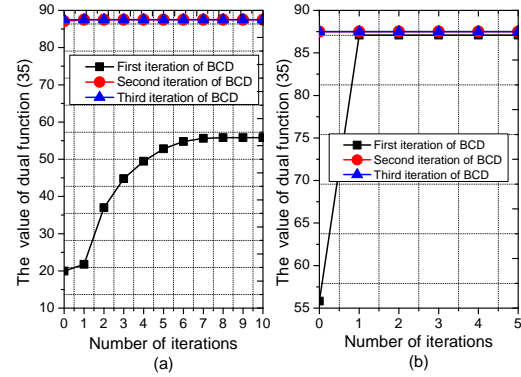 The value of dual function (35)
90
80
70
60
50
40
30
20
10
First iteration of BCD
Second iteration of BCD
Third iteration of BCD
0 1 2 3 4 5 6 7 8 9 10
Number of iterations
(a)
The value of dual function (35)
90
85
80
75
70
65
60
55
First iteration of BCD
Second iteration of BCD
Third iteration of BCD
0 1 2 3 4 5
Number of iterations
(b)